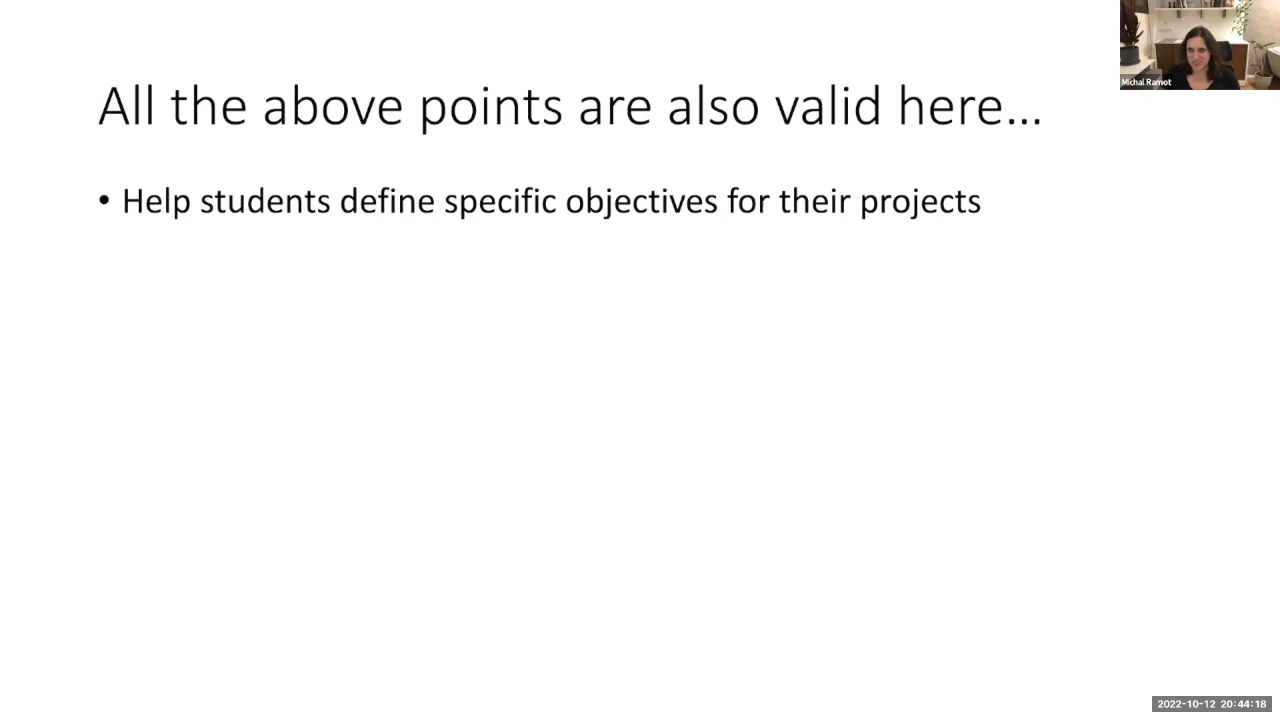 All the above points are also valid here...
• Help students define specific objectives for their projects
Michal Ramot
2022-10-12 20:44:18